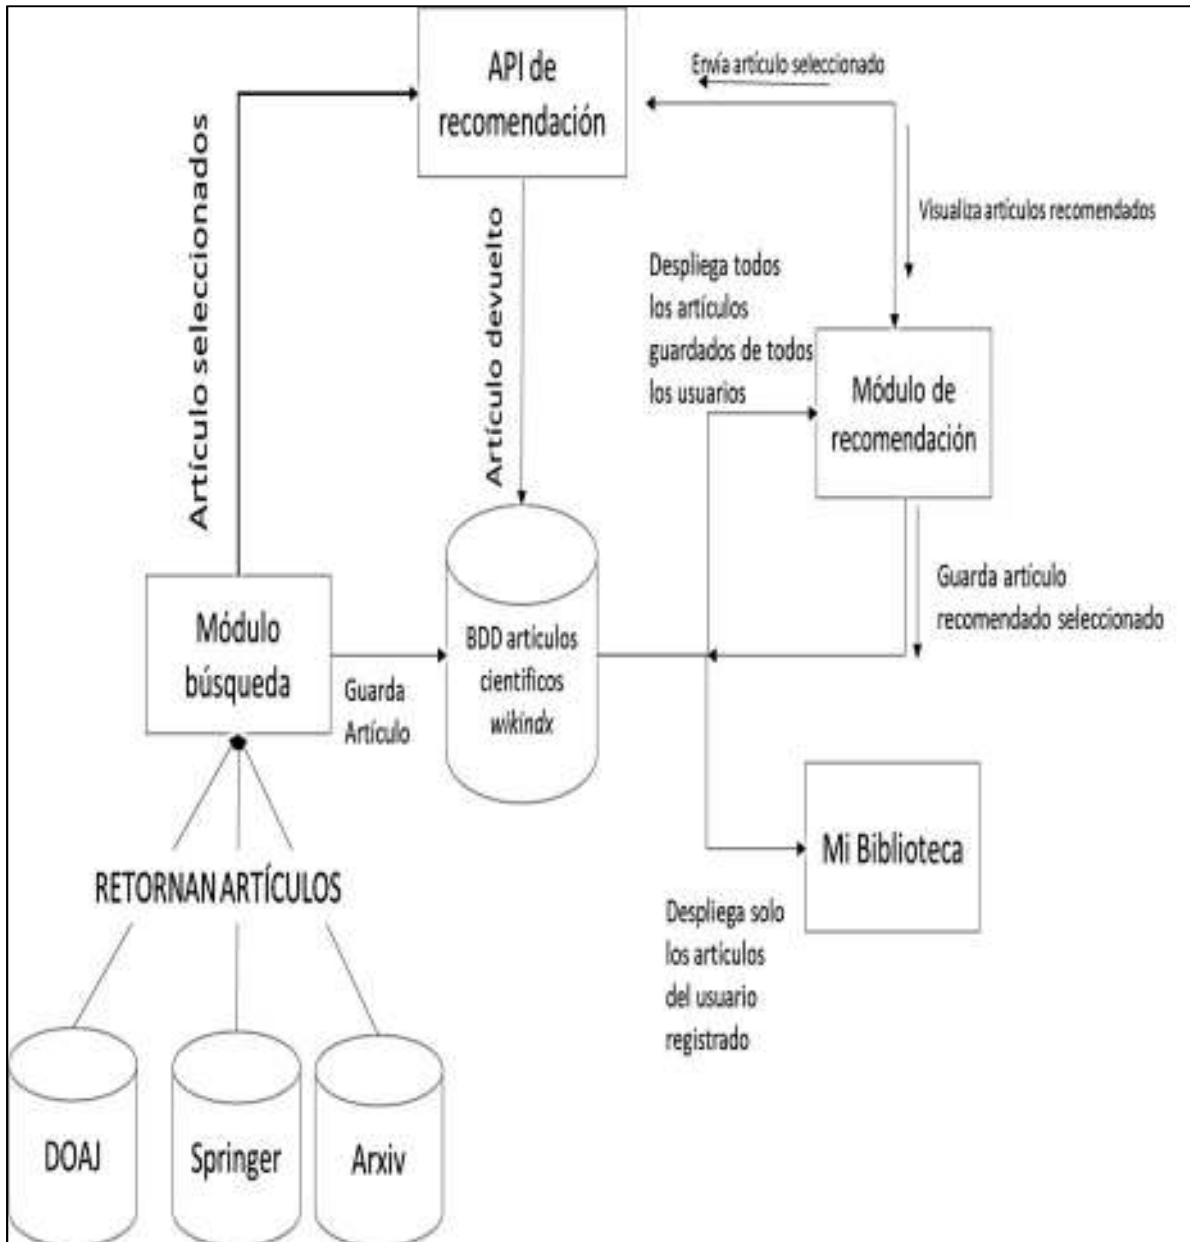 API de
recomendación
Envía artículo seleccionado
Artículo seleccionados
Artículo devuelto
Visualiza artículos recomendados
Despliega todos
los artículos
guardados de todos
los usuarios
Módulo de
recomendación
Módulo
búsqueda
Guarda
Artículo
BDD artículos
científicos
wikindx
Guarda artículo
recomendado seleccionado
Mi Biblioteca
RETORNAN ARTÍCULOS
Despliega solo
los artículos
del usuario
registrado
DOAJ
Springer
Arxiv